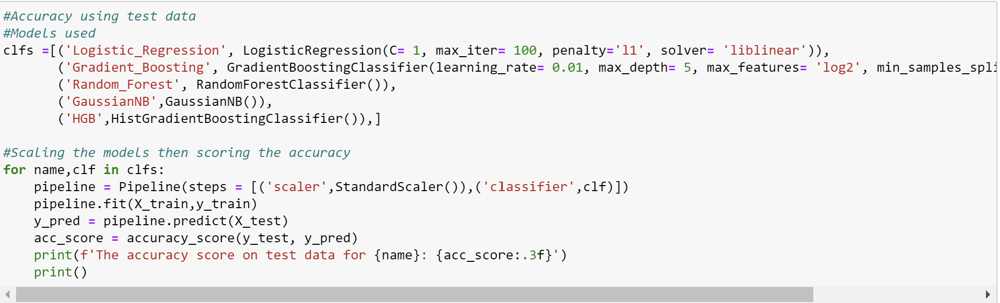 #Accuracy using test data
#Models used
clfs =[('Logistic_Regression', LogisticRegression(C= 1, max_iter= 100, penalty='l1', solver= 'liblinear')),
       ('Gradient_Boosting', GradientBoostingClassifier(learning_rate= 0.01, max_depth= 5, max_features= 'log2', min_samples_spli
       ('Random_Forest', RandomForestClassifier()),
       ('GaussianNB',GaussianNB()),
       ('HGB',HistGradientBoostingClassifier()),]

#Scaling the models then scoring the accuracy
for name,clf in clfs:
    pipeline = Pipeline(steps = [('scaler',StandardScaler()),('classifier',clf)])
    pipeline.fit(X_train,y_train)
    y_pred = pipeline.predict(X_test)
    acc_score = accuracy_score(y_test, y_pred)
    print(f'The accuracy score on test data for {name}: {acc_score:.3f}')
    print()